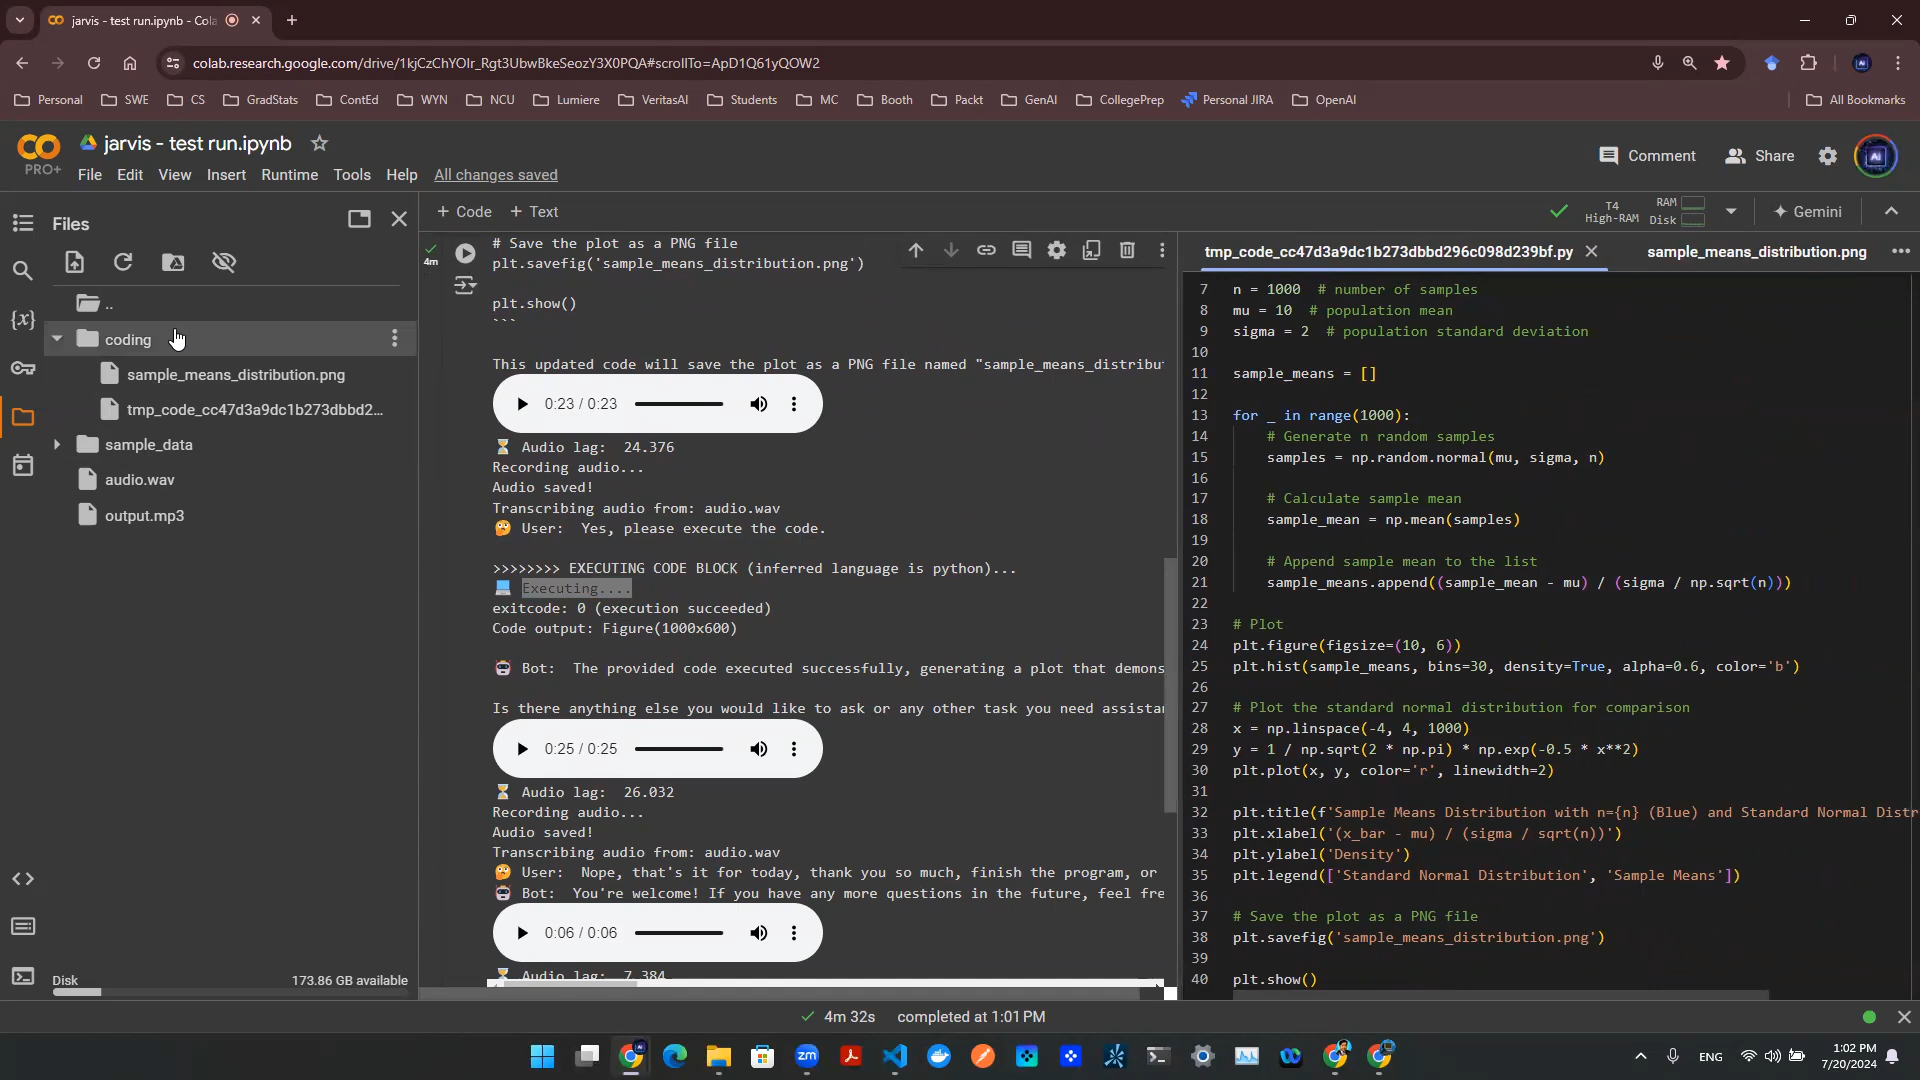 jarvis - test run.ipynb - Cola
colab.research.google.com/drive/1kjCzChYOIr_Rgt3UbwBkeSeozY3X0PQA#scrollTo=ApD1Q61yQOW2
Personal SWE CS GradStats ContEd WYN NCU Lumiere VeritasAI Students MC Booth Packt GenAI CollegePrep Personal JIRA OpenAI All Bookmarks
PRO+
jarvis - test run.ipynb
File Edit View Insert Runtime Tools Help All changes saved
Comment Share
Files
+ Code + Text
T4
High-RAM
RAM
Disk
Gemini
..
coding
sample_means_distribution.png
tmp_code_cc47d3a9dc1b273dbbd2...
sample_data
audio.wav
output.mp3
Disk 173.86 GB available
4m
# Save the plot as a PNG file
plt.savefig('sample_means_distribution.png')
plt.show()
```
This updated code will save the plot as a PNG file named "sample_means_distribut
0:23 / 0:23
⏳ Audio lag: 24.376
Recording audio...
Audio saved!
Transcribing audio from: audio.wav
User: Yes, please execute the code.
>>>>>>>> EXECUTING CODE BLOCK (inferred language is python)...
Executing....
exitcode: 0 (execution succeeded)
Code output: Figure(1000x600)
Bot: The provided code executed successfully, generating a plot that demons
Is there anything else you would like to ask or any other task you need assistan
0:25 / 0:25
⏳ Audio lag: 26.032
Recording audio...
Audio saved!
Transcribing audio from: audio.wav
User: Nope, that's it for today, thank you so much, finish the program, or
Bot: You're welcome! If you have any more questions in the future, feel fre
0:06 / 0:06
⏳ Audio lag: 7.384
tmp_code_cc47d3a9dc1b273dbbd296c098d239bf.py
sample_means_distribution.png
7 n = 1000 # number of samples
8 mu = 10 # population mean
9 sigma = 2 # population standard deviation
10
11 sample_means = []
12
13 for _ in range(1000):
14 # Generate n random samples
15 samples = np.random.normal(mu, sigma, n)
16
17 # Calculate sample mean
18 sample_mean = np.mean(samples)
19
20 # Append sample mean to the list
21 sample_means.append((sample_mean - mu) / (sigma / np.sqrt(n)))
22
23 # Plot
24 plt.figure(figsize=(10, 6))
25 plt.hist(sample_means, bins=30, density=True, alpha=0.6, color='b')
26
27 # Plot the standard normal distribution for comparison
28 x = np.linspace(-4, 4, 1000)
29 y = 1 / np.sqrt(2 * np.pi) * np.exp(-0.5 * x**2)
30 plt.plot(x, y, color='r', linewidth=2)
31
32 plt.title(f'Sample Means Distribution with n={n} (Blue) and Standard Normal Distr
33 plt.xlabel('(x_bar - mu) / (sigma / sqrt(n))')
34 plt.ylabel('Density')
35 plt.legend(['Standard Normal Distribution', 'Sample Means'])
36
37 # Save the plot as a PNG file
38 plt.savefig('sample_means_distribution.png')
39
40 plt.show()
4m 32s completed at 1:01 PM
ENG
1:02 PM
7/20/2024